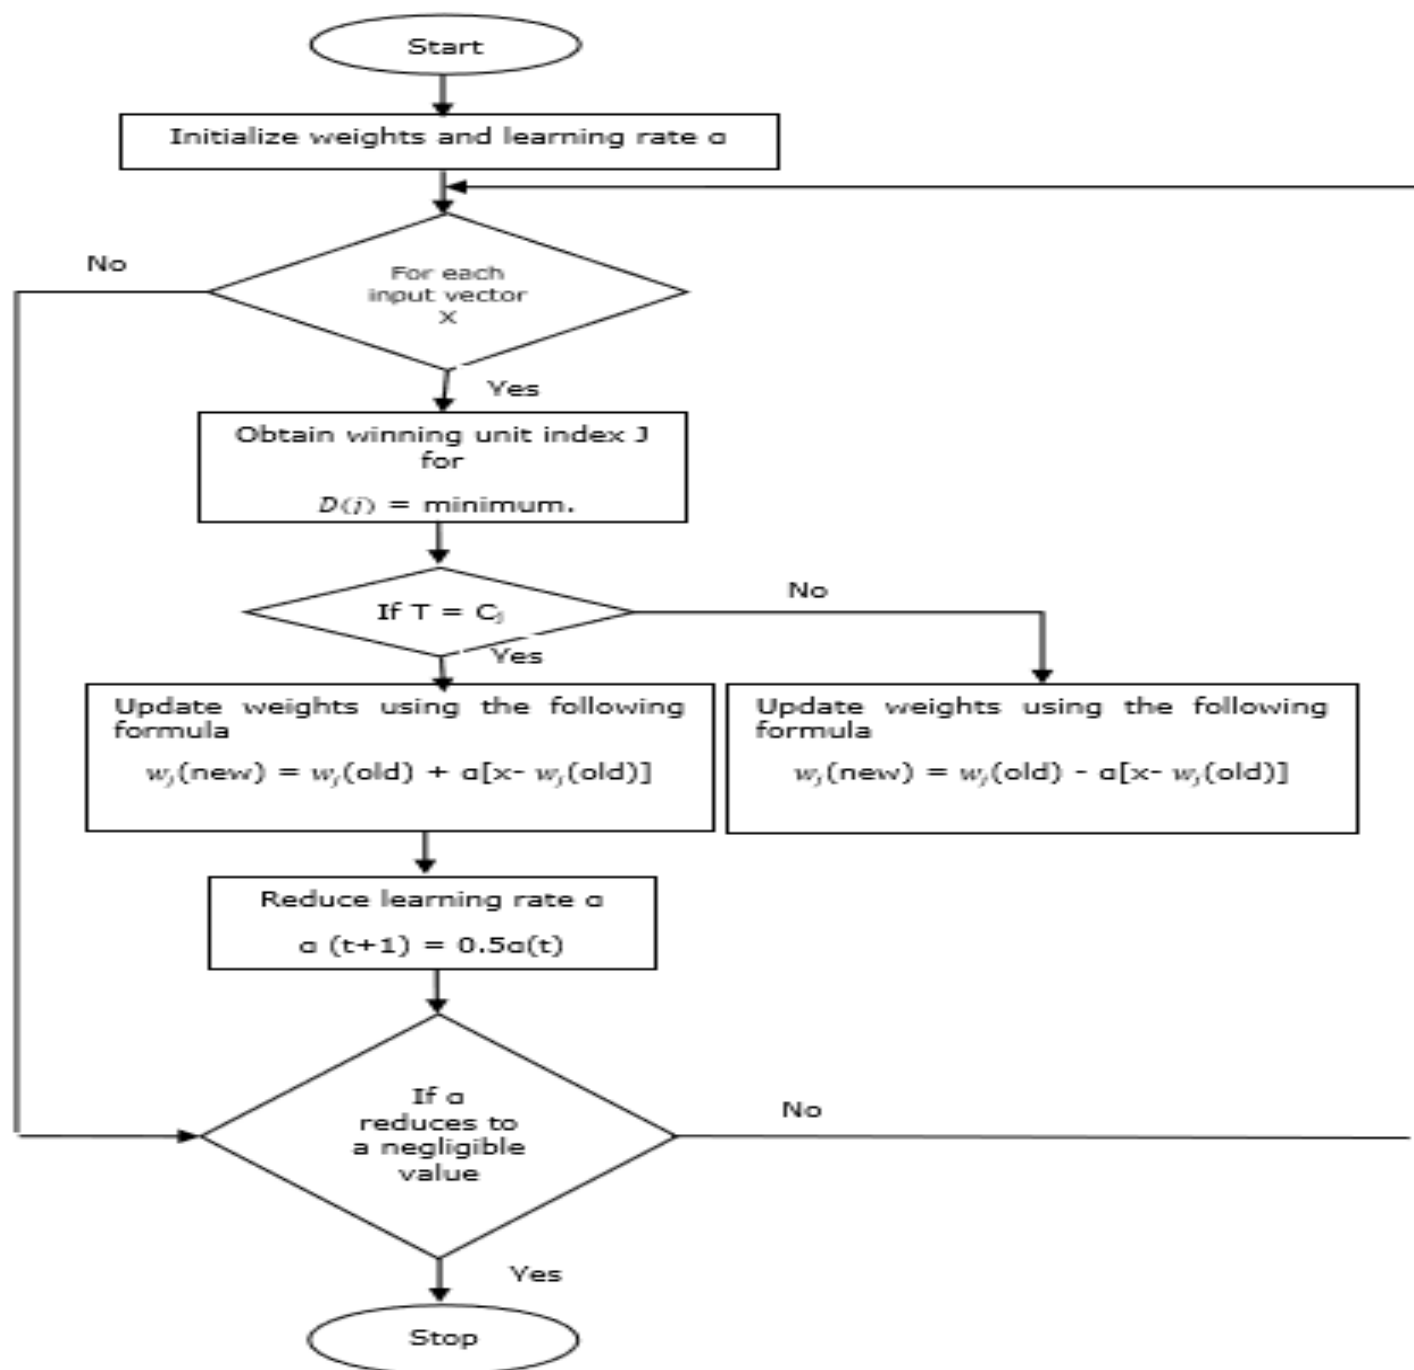 Start
Initialize weights and learning rate α
No
For each
input vector
X
Yes
Obtain winning unit index J
for
D(j) = minimum.
If T = Cⱼ
No
Yes
Update weights using the following
formula
wⱼ(new) = wⱼ(old) + α[x- wⱼ(old)]
Update weights using the following
formula
wⱼ(new) = wⱼ(old) - α[x- wⱼ(old)]
Reduce learning rate α
α (t+1) = 0.5α(t)
If α
reduces to
a negligible
value
No
Yes
Stop